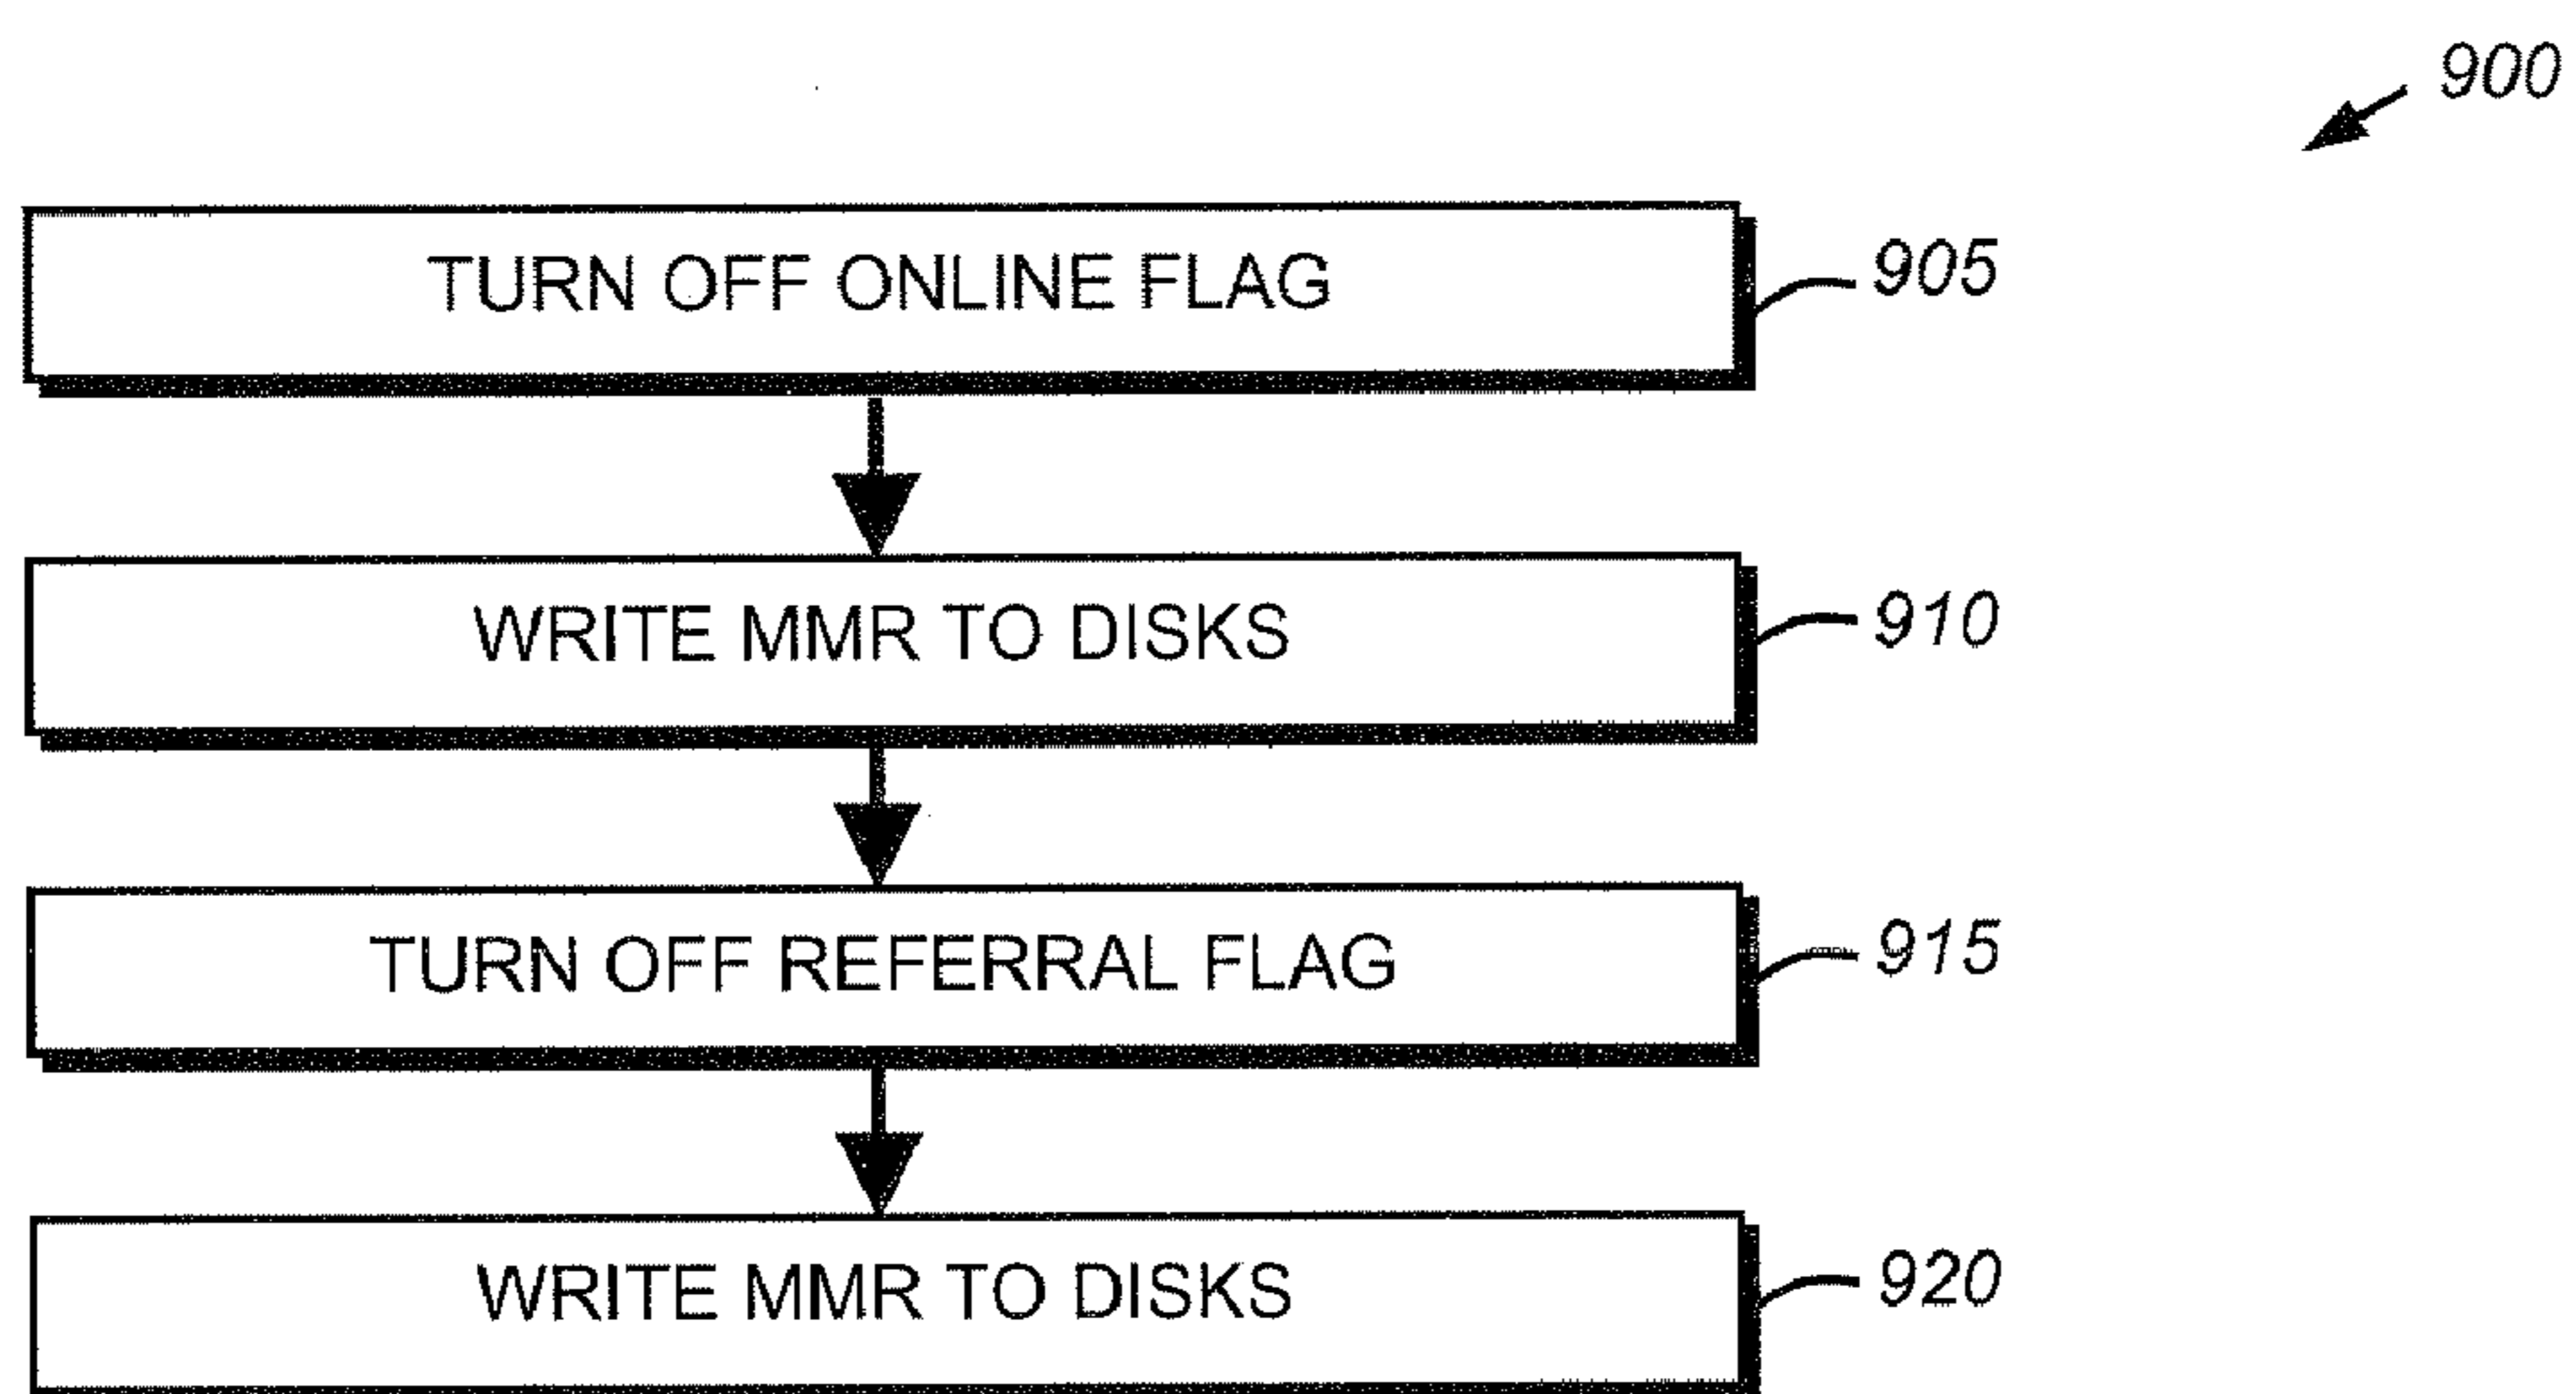 900
TURN OFF ONLINE FLAG
905
WRITE MMR TO DISKS
910
TURN OFF REFERRAL FLAG
915
WRITE MMR TO DISKS
920